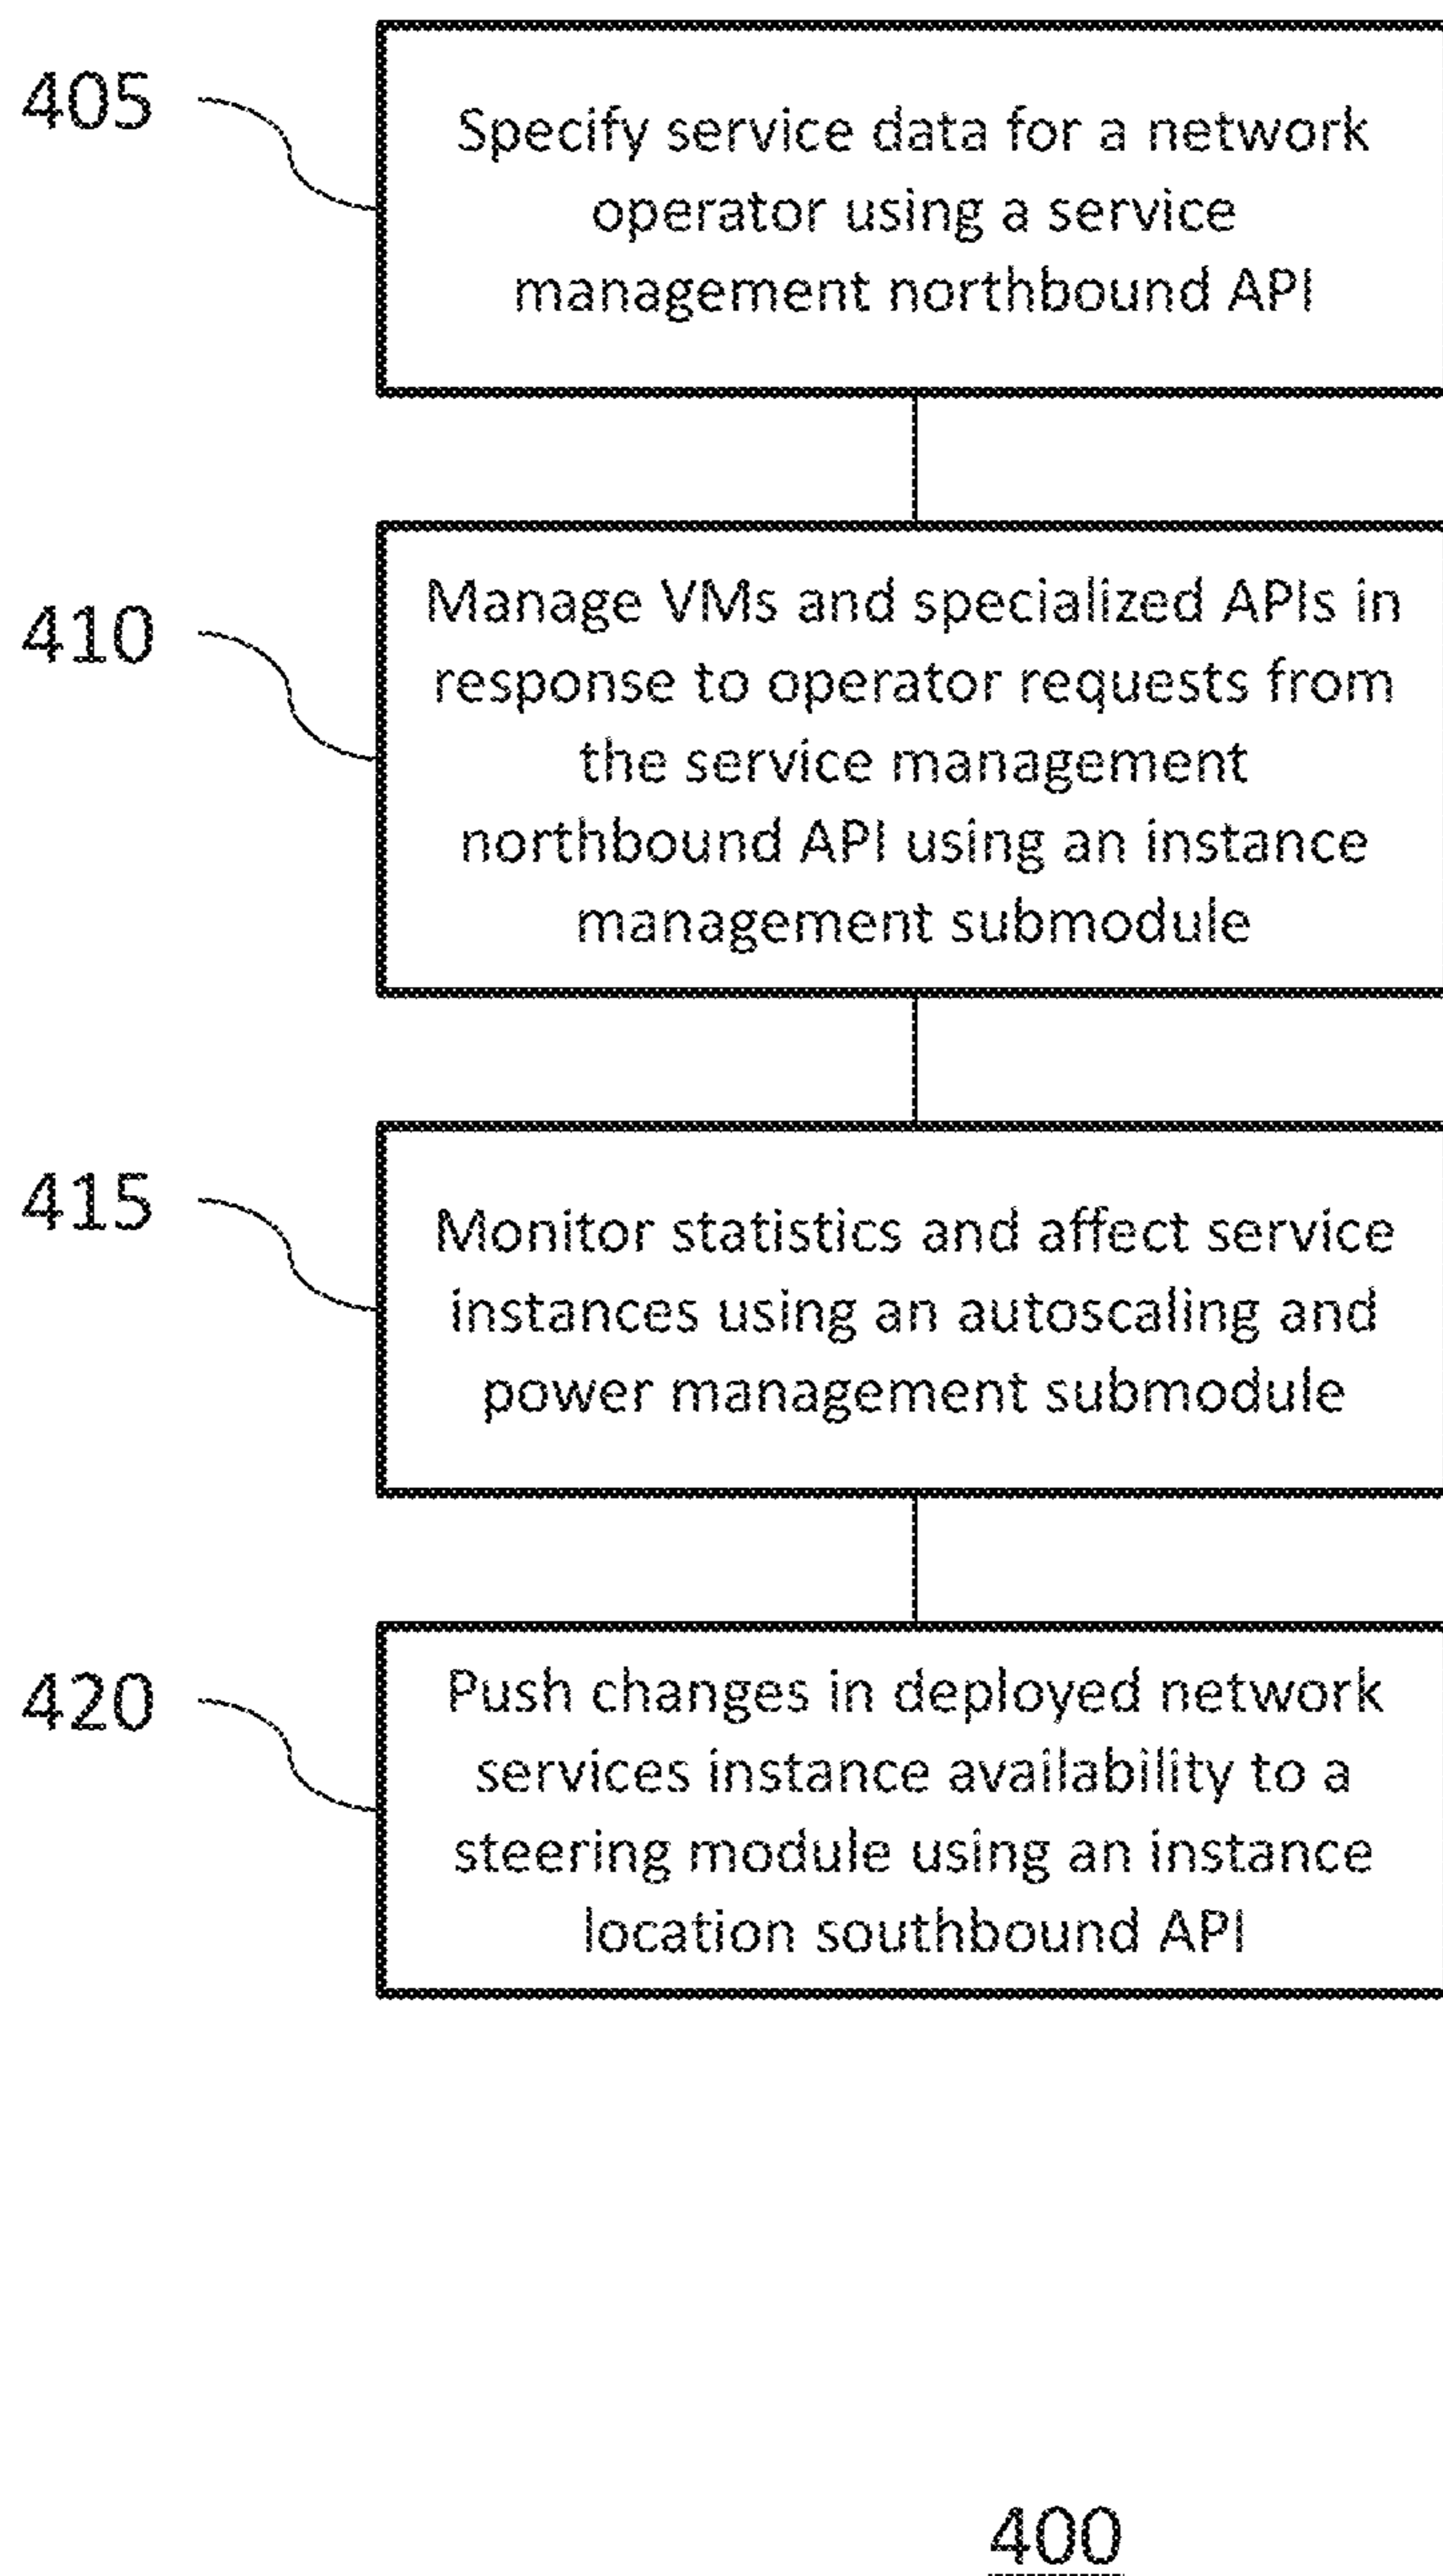 405
Specify service data for a network
operator using a service
management northbound API
410
Manage VMs and specialized APIs in
response to operator requests from
the service management
northbound API using an instance
management submodule
415
Monitor statistics and affect service
instances using an autoscaling and
power management submodule
420
Push changes in deployed network
services instance availability to a
steering module using an instance
location southbound API
400